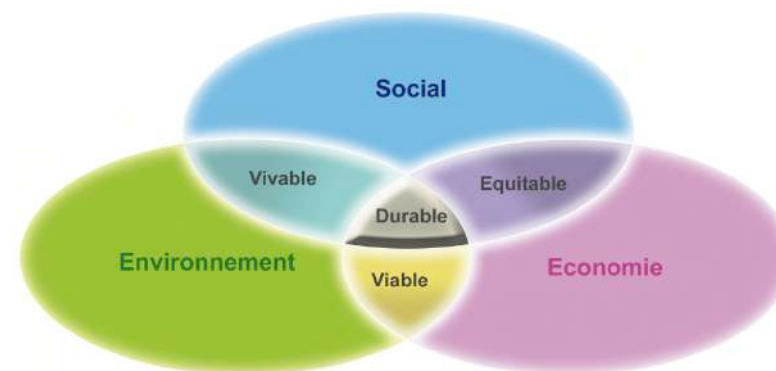 Social
Vivable
Equitable
Durable
Environnement
Economie
Viable